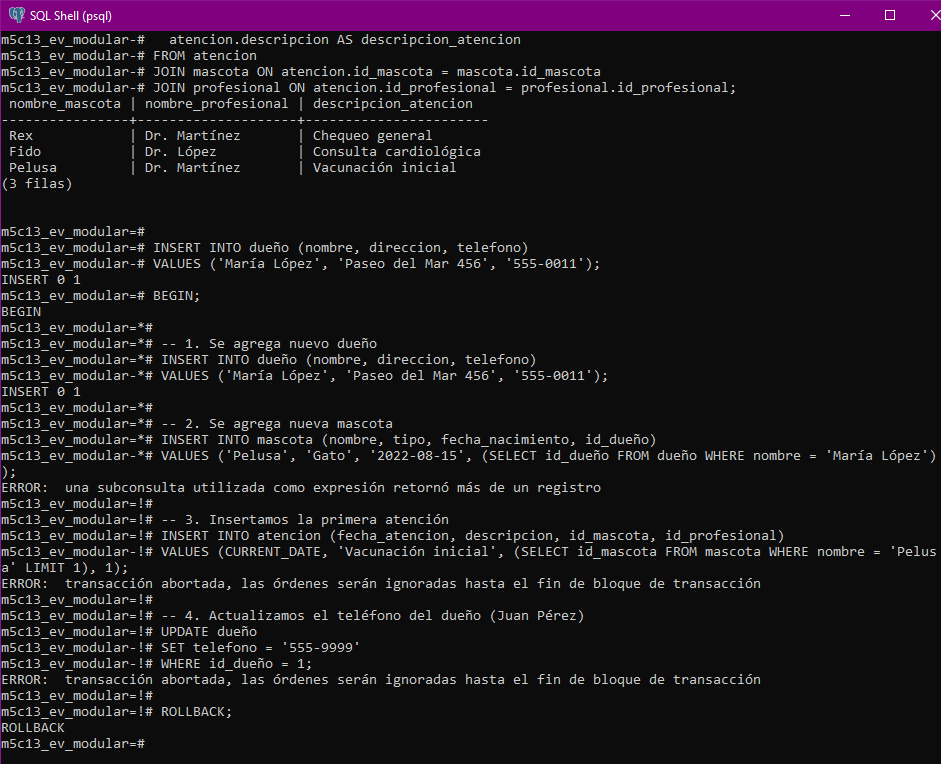 SQL Shell (psql)
m5c13_ev_modular-#   atencion.descripcion AS descripcion_atencion
m5c13_ev_modular-# FROM atencion
m5c13_ev_modular-# JOIN mascota ON atencion.id_mascota = mascota.id_mascota
m5c13_ev_modular-# JOIN profesional ON atencion.id_profesional = profesional.id_profesional;
 nombre_mascota | nombre_profesional | descripcion_atencion
----------------+--------------------+-----------------------
 Rex            | Dr. Martínez       | Chequeo general
 Fido           | Dr. López          | Consulta cardiológica
 Pelusa         | Dr. Martínez       | Vacunación inicial
(3 filas)
m5c13_ev_modular=#
m5c13_ev_modular=# INSERT INTO dueño (nombre, direccion, telefono)
m5c13_ev_modular-# VALUES ('María López', 'Paseo del Mar 456', '555-0011');
INSERT 0 1
m5c13_ev_modular=# BEGIN;
BEGIN
m5c13_ev_modular=*#
m5c13_ev_modular=*# -- 1. Se agrega nuevo dueño
m5c13_ev_modular=*# INSERT INTO dueño (nombre, direccion, telefono)
m5c13_ev_modular-*# VALUES ('María López', 'Paseo del Mar 456', '555-0011');
INSERT 0 1
m5c13_ev_modular=*#
m5c13_ev_modular=*# -- 2. Se agrega nueva mascota
m5c13_ev_modular=*# INSERT INTO mascota (nombre, tipo, fecha_nacimiento, id_dueño)
m5c13_ev_modular-*# VALUES ('Pelusa', 'Gato', '2022-08-15', (SELECT id_dueño FROM dueño WHERE nombre = 'María López')
);
ERROR:  una subconsulta utilizada como expresión retornó más de un registro
m5c13_ev_modular=!#
m5c13_ev_modular=!# -- 3. Insertamos la primera atención
m5c13_ev_modular=!# INSERT INTO atencion (fecha_atencion, descripcion, id_mascota, id_profesional)
m5c13_ev_modular-!# VALUES (CURRENT_DATE, 'Vacunación inicial', (SELECT id_mascota FROM mascota WHERE nombre = 'Pelus
a' LIMIT 1), 1);
ERROR:  transacción abortada, las órdenes serán ignoradas hasta el fin de bloque de transacción
m5c13_ev_modular=!#
m5c13_ev_modular=!# -- 4. Actualizamos el teléfono del dueño (Juan Pérez)
m5c13_ev_modular=!# UPDATE dueño
m5c13_ev_modular-!# SET telefono = '555-9999'
m5c13_ev_modular-!# WHERE id_dueño = 1;
ERROR:  transacción abortada, las órdenes serán ignoradas hasta el fin de bloque de transacción
m5c13_ev_modular=!#
m5c13_ev_modular=!# ROLLBACK;
ROLLBACK
m5c13_ev_modular=#